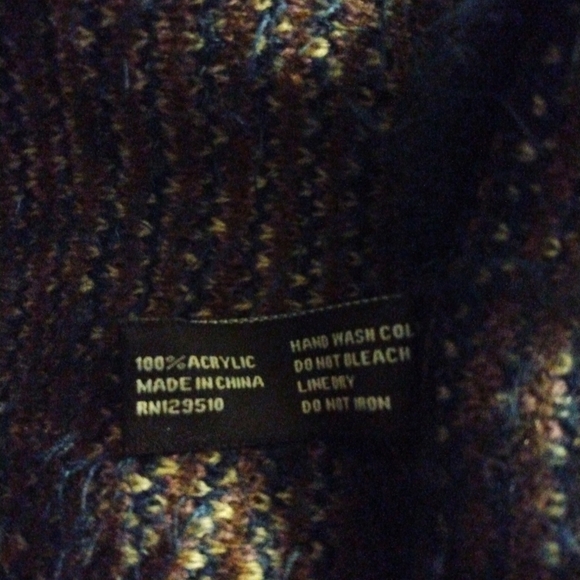 100% ACRYLIC
MADE IN CHINA
RN129510
HAND WASH COL
DO NOT BLEACH
LINE DRY
DO NOT IRON